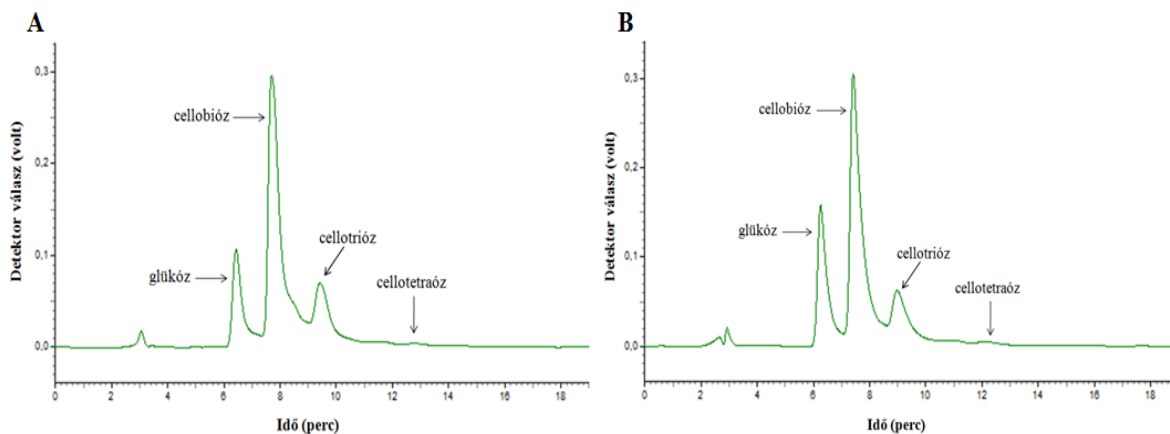 A
Detektor válasz (volt)
0,3
0,2
0,1
0,0
cellobióz
glükóz
cellotrióz
cellotetraóz
0 2 4 6 8 10 12 14 16 18
Idő (perc)
B
Detektor válasz (volt)
0,3
0,2
0,1
0,0
cellobióz
glükóz
cellotrióz
cellotetraóz
0 2 4 6 8 10 12 14 16 18
Idő (perc)